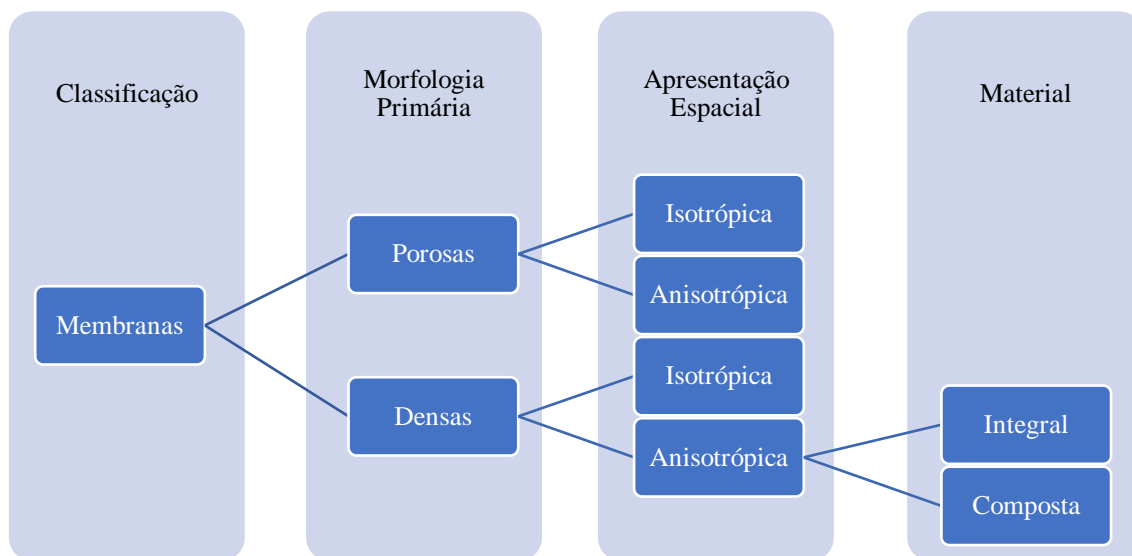 Classificação
Morfologia
Primária
Apresentação
Espacial
Material
Membranas
Porosas
Densas
Isotrópica
Anisotrópica
Isotrópica
Anisotrópica
Integral
Composta